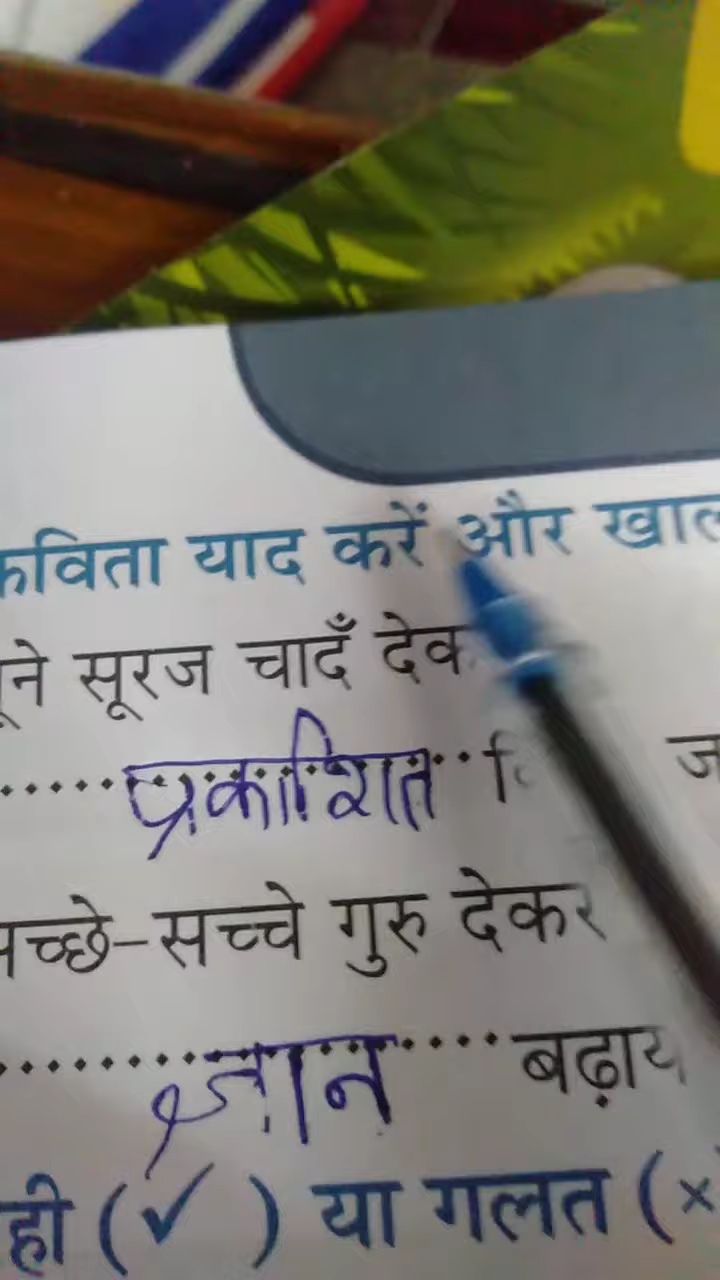 कविता याद करें और खाल
ूने सूरज चादँ देक
........प्रकाशित.. ज
च्छे–सच्चे गुरु देकर
..........ज्ञान.... बढ़ाय
ही (✓) या गलत (×